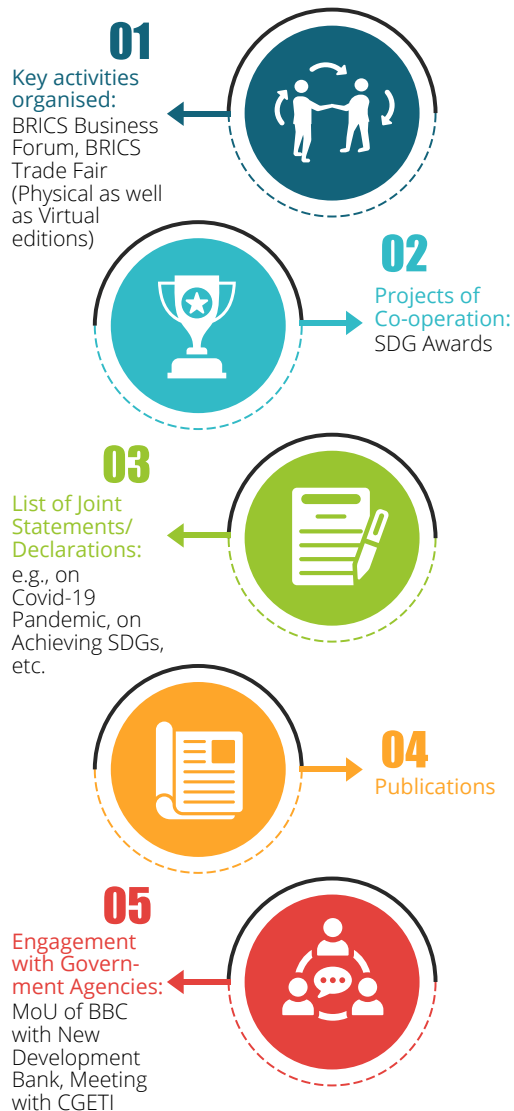 01
Key activities
organised:
BRICS Business
Forum, BRICS
Trade Fair
(Physical as well
as Virtual
editions)
02
Projects of
Co-operation:
SDG Awards
03
List of Joint
Statements/
Declarations:
e.g., on
Covid-19
Pandemic, on
Achieving SDGs,
etc.
04
Publications
05
Engagement
with Govern-
ment Agencies:
MoU of BBC
with New
Development
Bank, Meeting
with CGETI